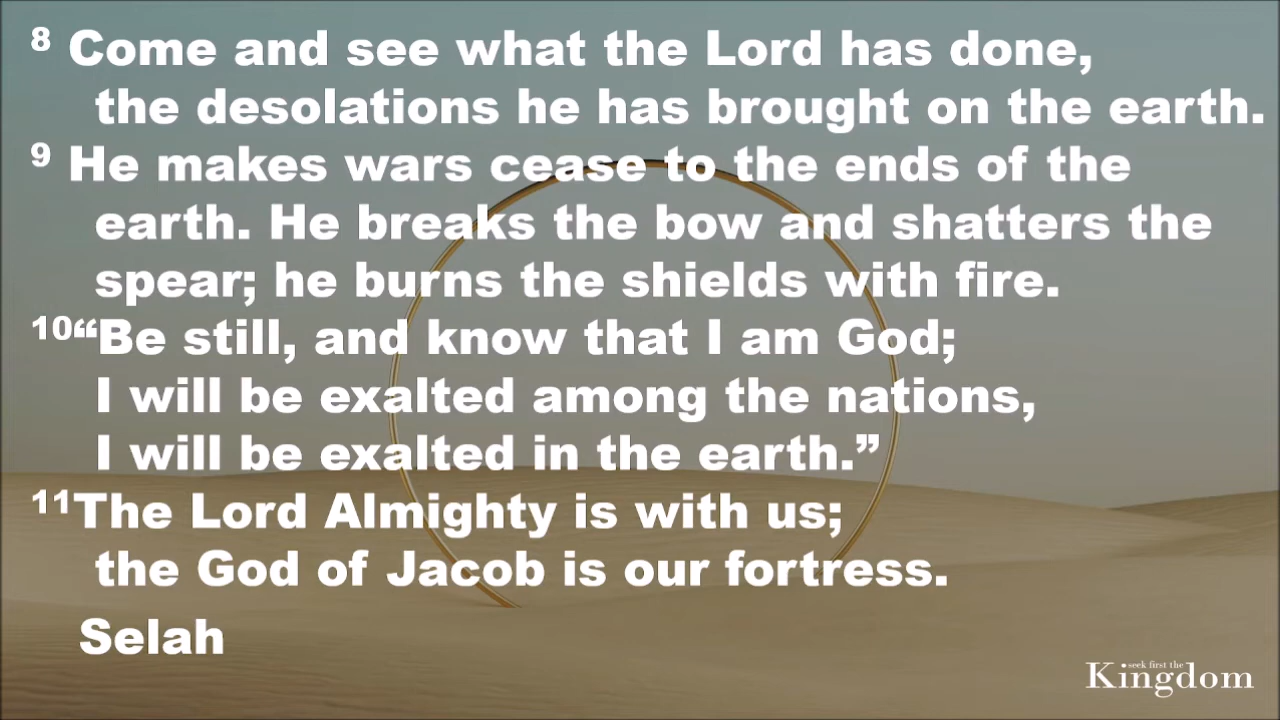 8 Come and see what the Lord has done,
the desolations he has brought on the earth.
9 He makes wars cease to the ends of the
earth. He breaks the bow and shatters the
spear; he burns the shields with fire.
10“Be still, and know that I am God;
I will be exalted among the nations,
I will be exalted in the earth.”
11The Lord Almighty is with us;
the God of Jacob is our fortress.
Selah
seek first the
Kingdom